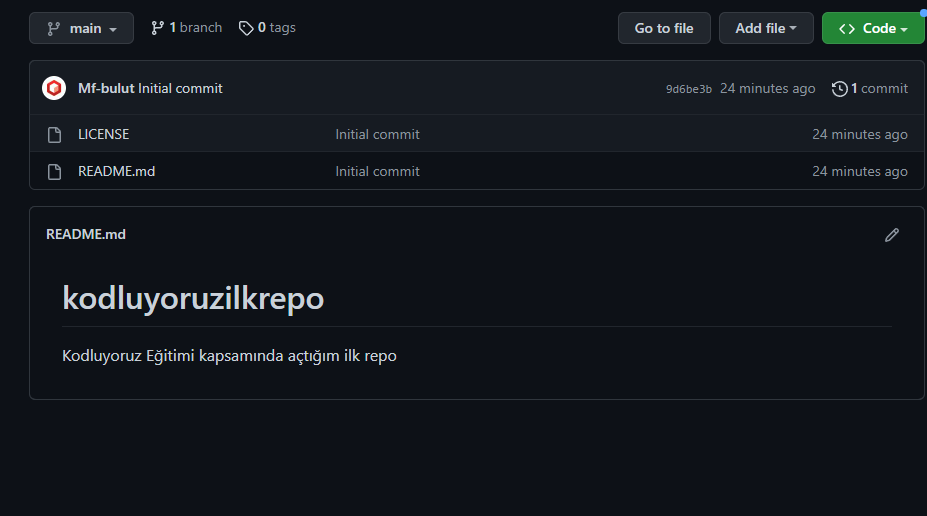 main 1 branch 0 tags Go to file Add file Code
Mf-bulut Initial commit 9d6be3b 24 minutes ago 1 commit
LICENSE Initial commit 24 minutes ago
README.md Initial commit 24 minutes ago
README.md
kodluyoruzilkrepo
Kodluyoruz Eğitimi kapsamında açtığım ilk repo